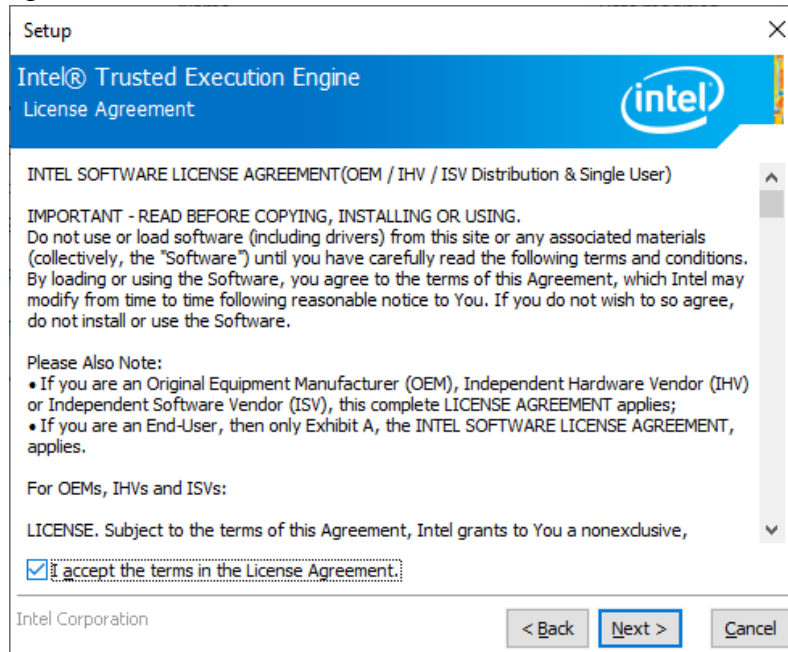 Setup
Intel® Trusted Execution Engine
License Agreement
intel
INTEL SOFTWARE LICENSE AGREEMENT(OEM / IHV / ISV Distribution & Single User)
IMPORTANT - READ BEFORE COPYING, INSTALLING OR USING.
Do not use or load software (including drivers) from this site or any associated materials
(collectively, the "Software") until you have carefully read the following terms and conditions.
By loading or using the Software, you agree to the terms of this Agreement, which Intel may
modify from time to time following reasonable notice to You. If you do not wish to so agree,
do not install or use the Software.
Please Also Note:
• If you are an Original Equipment Manufacturer (OEM), Independent Hardware Vendor (IHV)
or Independent Software Vendor (ISV), this complete LICENSE AGREEMENT applies;
• If you are an End-User, then only Exhibit A, the INTEL SOFTWARE LICENSE AGREEMENT,
applies.
For OEMs, IHVs and ISVs:
LICENSE. Subject to the terms of this Agreement, Intel grants to You a nonexclusive,
I accept the terms in the License Agreement.
Intel Corporation
< Back Next > Cancel